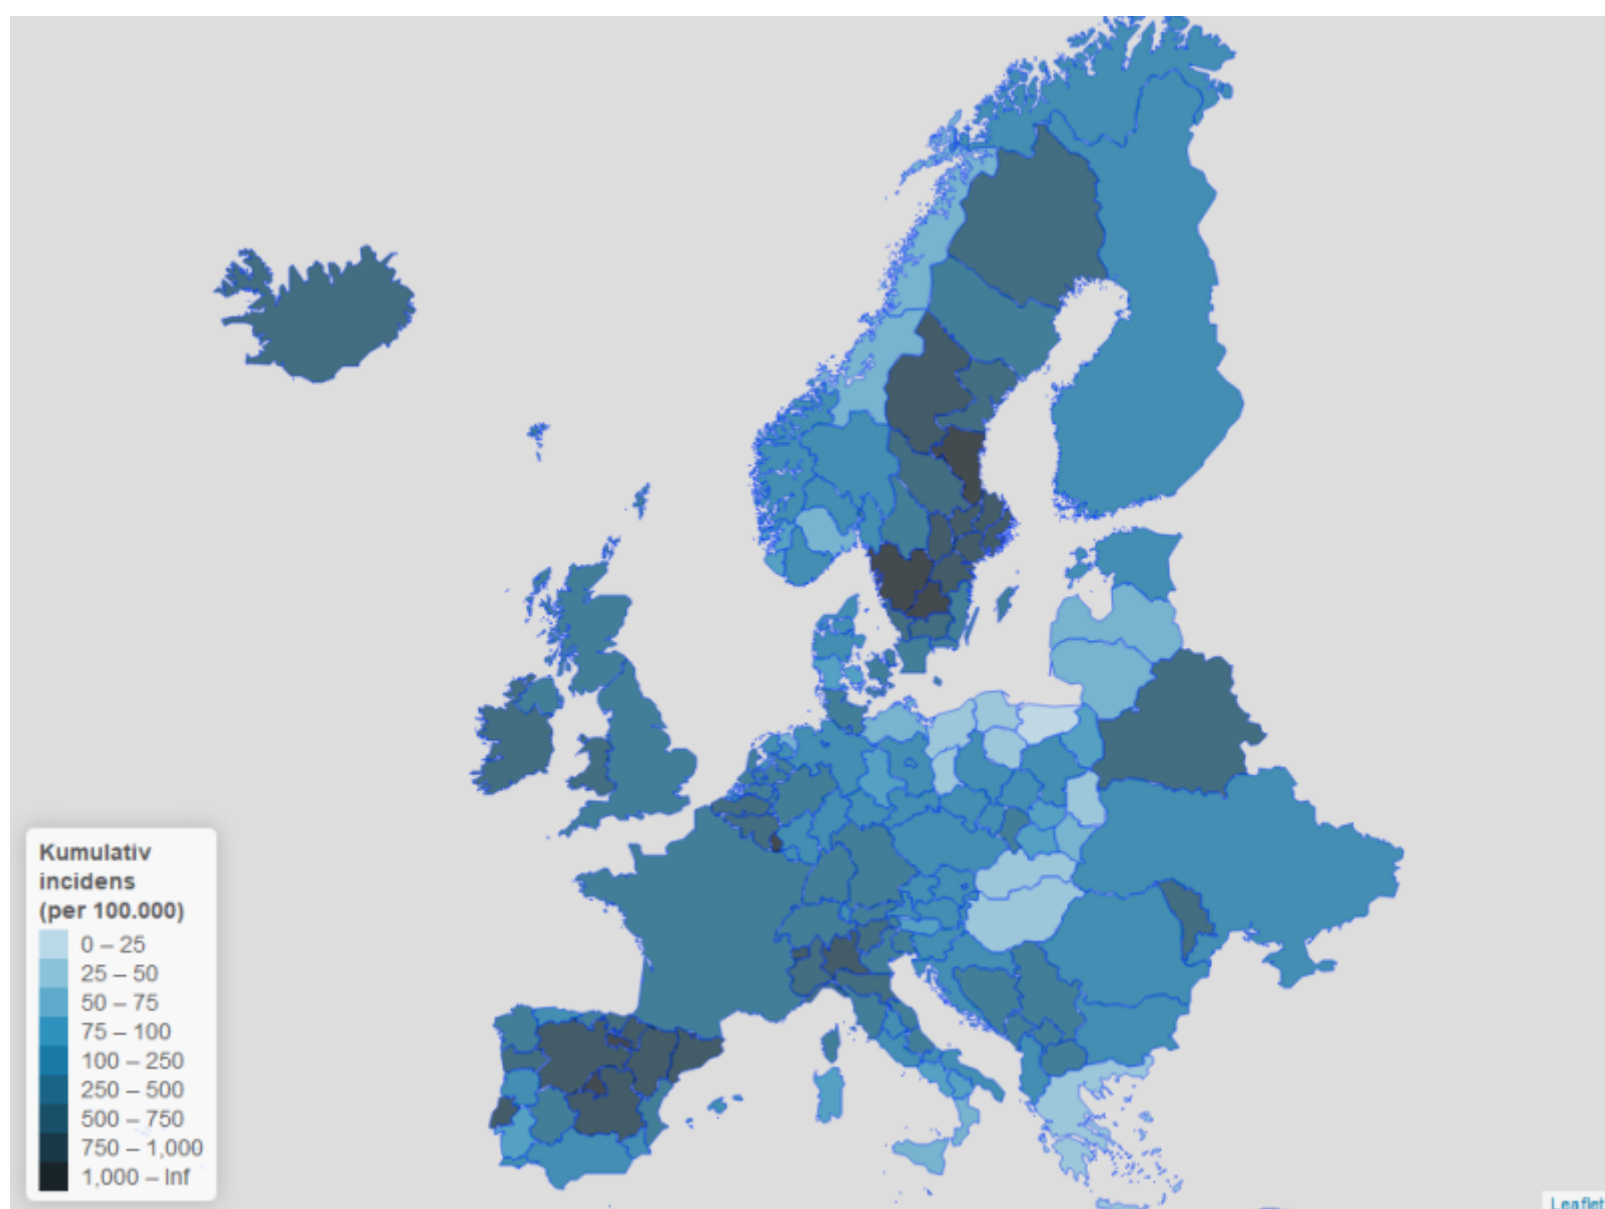 Kumulativ
incidens
(per 100.000)
0 – 25
25 – 50
50 – 75
75 – 100
100 – 250
250 – 500
500 – 750
750 – 1,000
1,000 – Inf
Leaflet